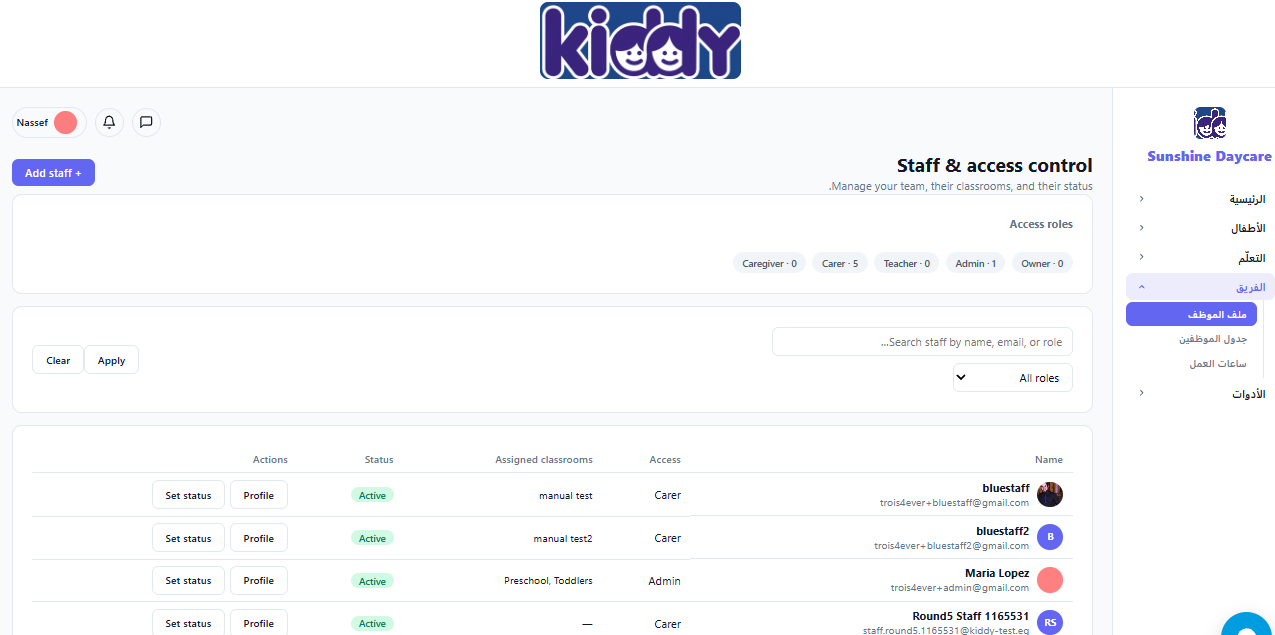 kiddy
Nassef
Sunshine Daycare
الرئيسية
الأطفال
التعلّم
الفريق
ملف الموظف
جدول الموظفين
ساعات العمل
الأدوات
Staff & access control
.Manage your team, their classrooms, and their status
Add staff +
Access roles
Owner · 0
Admin · 1
Teacher · 0
Carer · 5
Caregiver · 0
...Search staff by name, email, or role
All roles
Apply
Clear
Name
Access
Assigned classrooms
Status
Actions
bluestaff
trois4ever+bluestaff@gmail.com
Carer
manual test
Active
Profile
Set status
B
bluestaff2
trois4ever+bluestaff2@gmail.com
Carer
manual test2
Active
Profile
Set status
Maria Lopez
trois4ever+admin@gmail.com
Admin
Preschool, Toddlers
Active
Profile
Set status
RS
Round5 Staff 1165531
staff.round5.1165531@kiddy-test.eg
Carer
—
Active
Profile
Set status